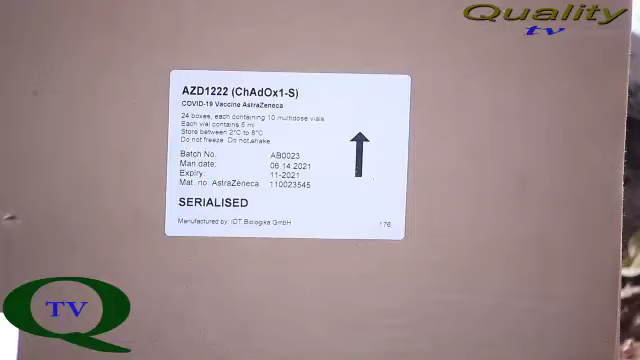 Quality
tv
AZD1222 (ChAdOx1-S)
COVID-19 Vaccine AstraZeneca
24 boxes, each containing 10 multidose vials
Each vial contains 5 ml
Store between 2°C to 8°C
Do not freeze Do not shake
Batch No. AB0023
Man date: 06.14.2021
Expiry: 11-2021
Mat. no AstraZeneca 110023545
SERIALISED
Manufactured by: IDT Biologika GmbH 176
TV